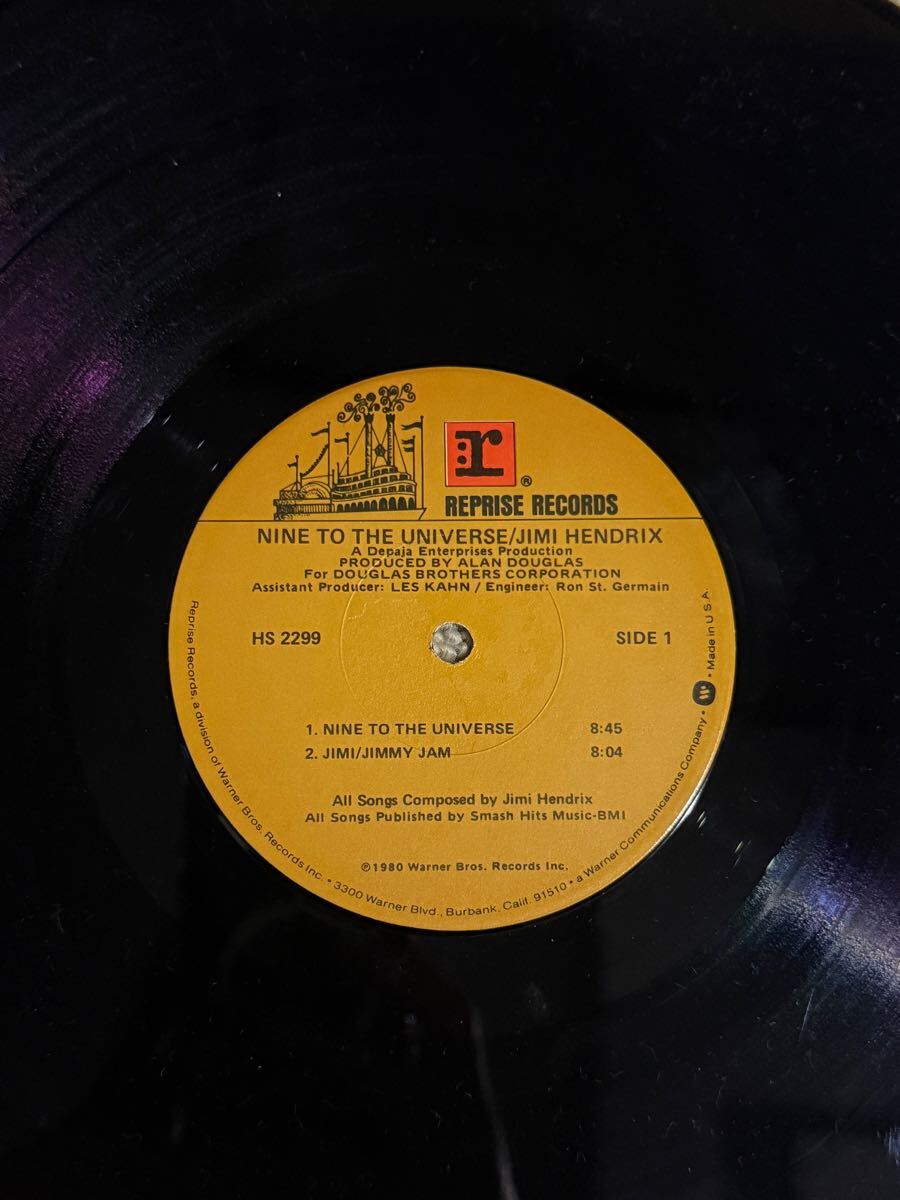 r
®
REPRISE RECORDS
NINE TO THE UNIVERSE/JIMI HENDRIX
A Depaja Enterprises Production
PRODUCED BY ALAN DOUGLAS
For DOUGLAS BROTHERS CORPORATION
Assistant Producer: LES KAHN / Engineer: Ron St. Germain
HS 2299 SIDE 1
1. NINE TO THE UNIVERSE 8:45
2. JIMI/JIMMY JAM 8:04
All Songs Composed by Jimi Hendrix
All Songs Published by Smash Hits Music-BMI
℗1980 Warner Bros. Records Inc.
Reprise Records, a division of Warner Bros. Records Inc. • 3300 Warner Blvd., Burbank, Calif. 91510 • a Warner Communications Company • Made in U.S.A.